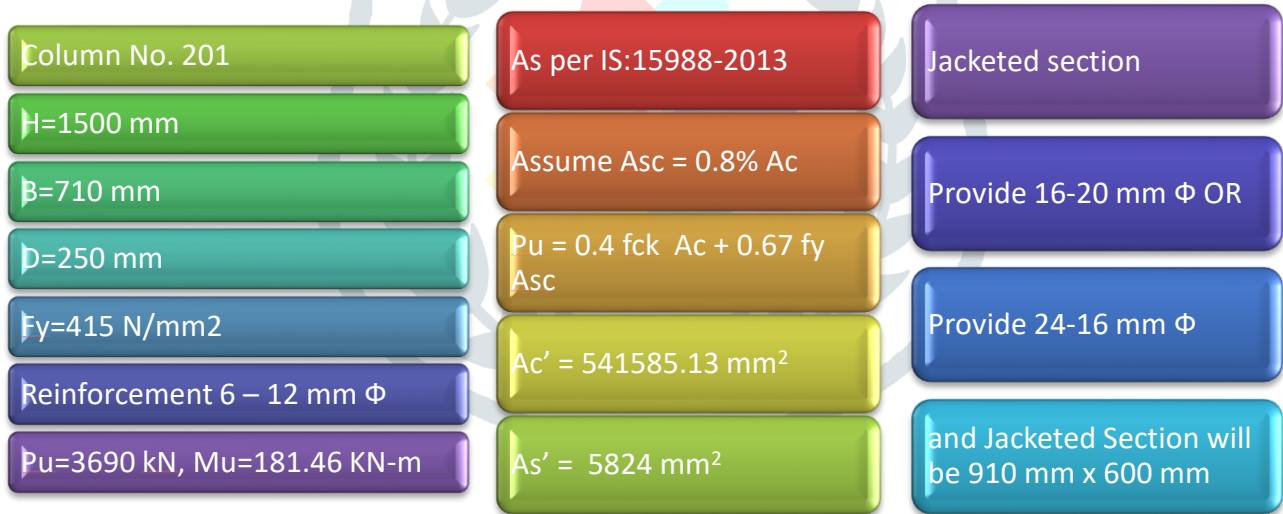 Column No. 201
H=1500 mm
B=710 mm
D=250 mm
Fy=415 N/mm2
Reinforcement 6 – 12 mm Φ
Pu=3690 kN, Mu=181.46 KN-m
As per IS:15988-2013
Assume Asc = 0.8% Ac
Pu = 0.4 fck Ac + 0.67 fy
Asc
Ac’ = 541585.13 mm²
As’ = 5824 mm²
Jacketed section
Provide 16-20 mm Φ OR
Provide 24-16 mm Φ
and Jacketed Section will
be 910 mm x 600 mm